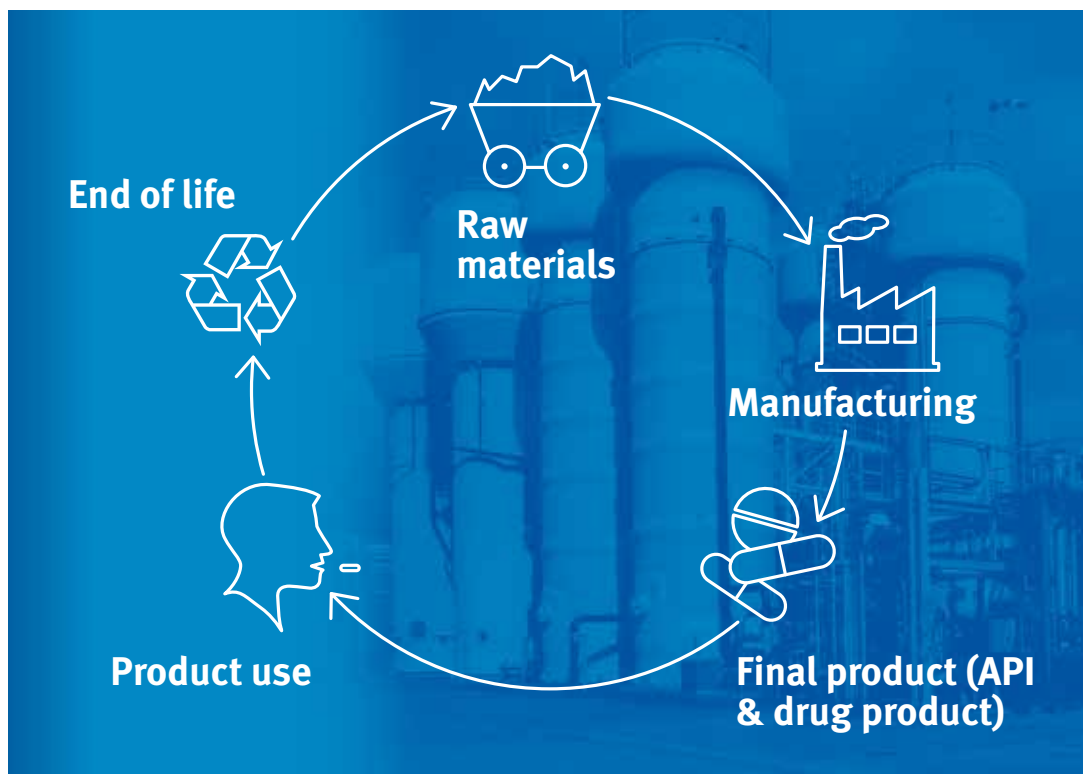 End of life
Raw
materials
Manufacturing
Product use
Final product (API
& drug product)